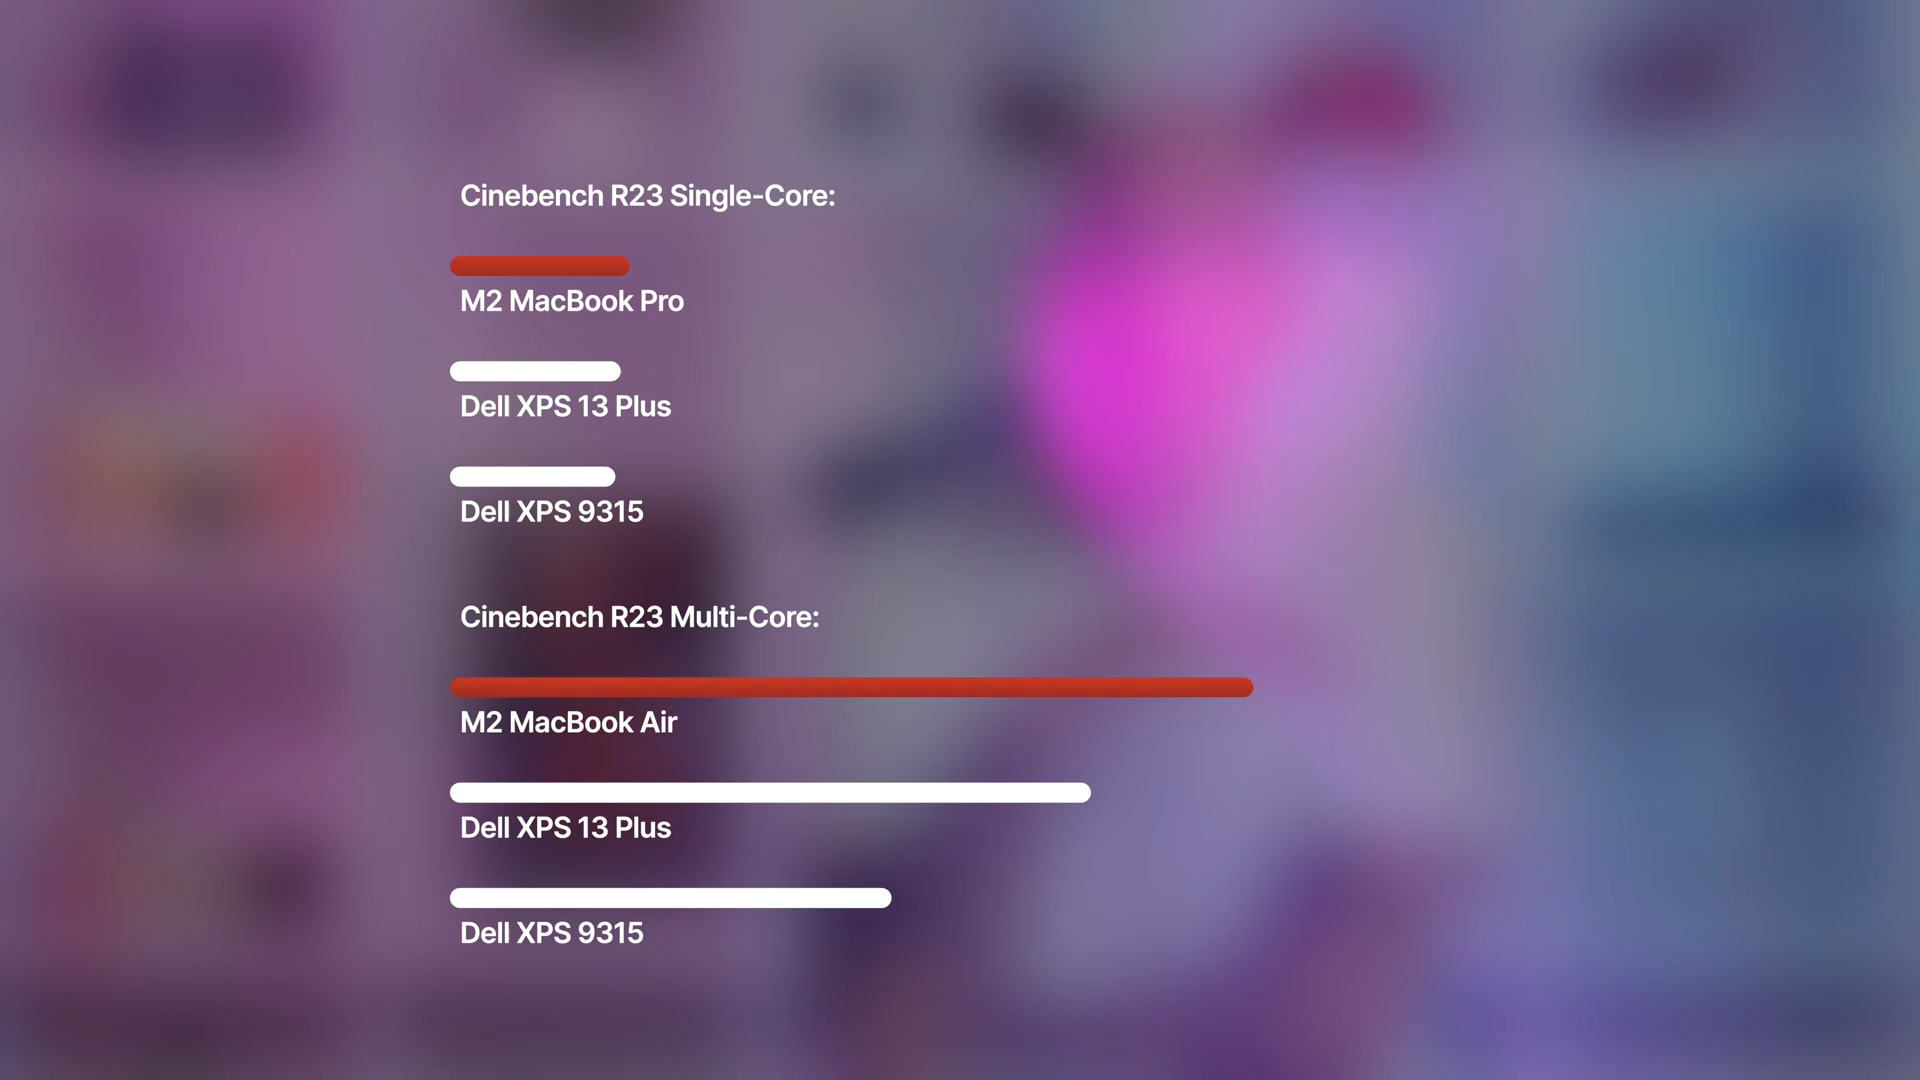 Cinebench R23 Single-Core:
M2 MacBook Pro
Dell XPS 13 Plus
Dell XPS 9315
Cinebench R23 Multi-Core:
M2 MacBook Air
Dell XPS 13 Plus
Dell XPS 9315